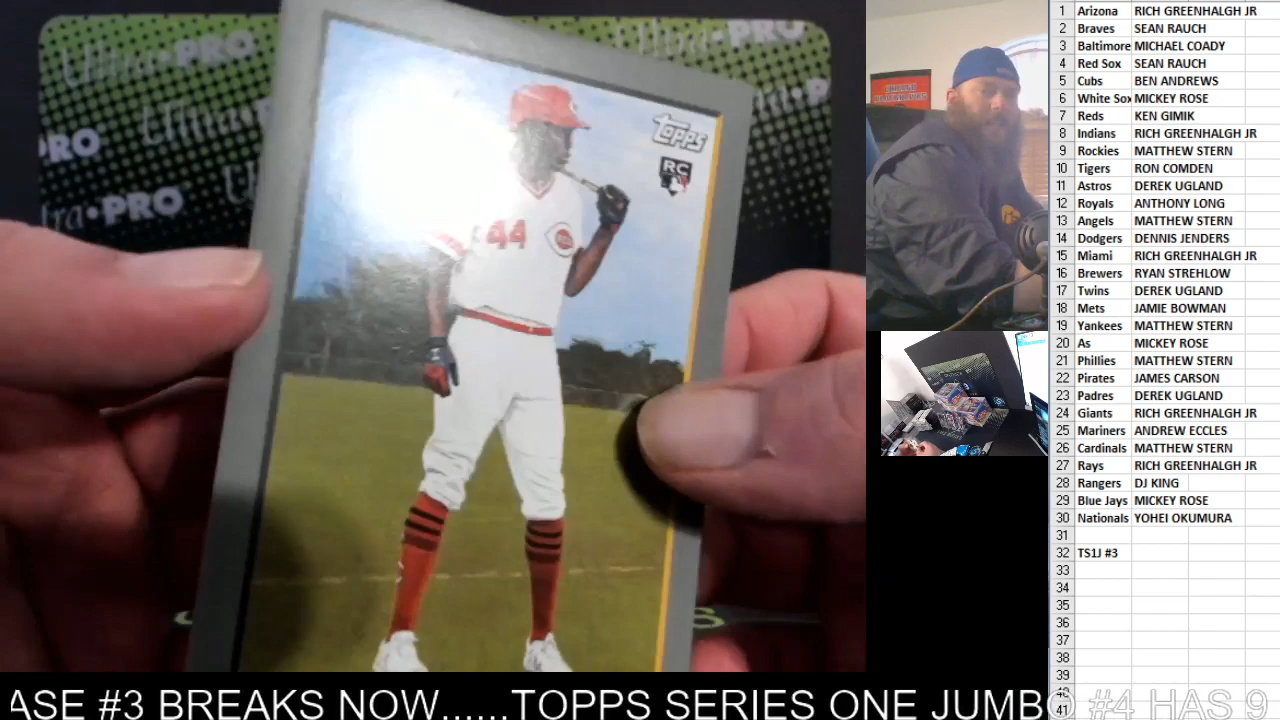 Ultra•PRO
Ultra•PRO
RO
Ultra•PRO
Topps
RC
44
1 Arizona RICH GREENHALGH JR
2 Braves SEAN RAUCH
3 Baltimore MICHAEL COADY
4 Red Sox SEAN RAUCH
5 Cubs BEN ANDREWS
6 White Sox MICKEY ROSE
7 Reds KEN GIMIK
8 Indians RICH GREENHALGH JR
9 Rockies MATTHEW STERN
10 Tigers RON COMDEN
11 Astros DEREK UGLAND
12 Royals ANTHONY LONG
13 Angels MATTHEW STERN
14 Dodgers DENNIS JENDERS
15 Miami RICH GREENHALGH JR
16 Brewers RYAN STREHLOW
17 Twins DEREK UGLAND
18 Mets JAMIE BOWMAN
19 Yankees MATTHEW STERN
20 As MICKEY ROSE
21 Phillies MATTHEW STERN
22 Pirates JAMES CARSON
23 Padres DEREK UGLAND
24 Giants RICH GREENHALGH JR
25 Mariners ANDREW ECCLES
26 Cardinals MATTHEW STERN
27 Rays RICH GREENHALGH JR
28 Rangers DJ KING
29 Blue Jays MICKEY ROSE
30 Nationals YOHEI OKUMURA
31
32 TS1J #3
33
34
35
36
37
38
39
40
41
ASE #3 BREAKS NOW......TOPPS SERIES ONE JUMBO #4 HAS 9